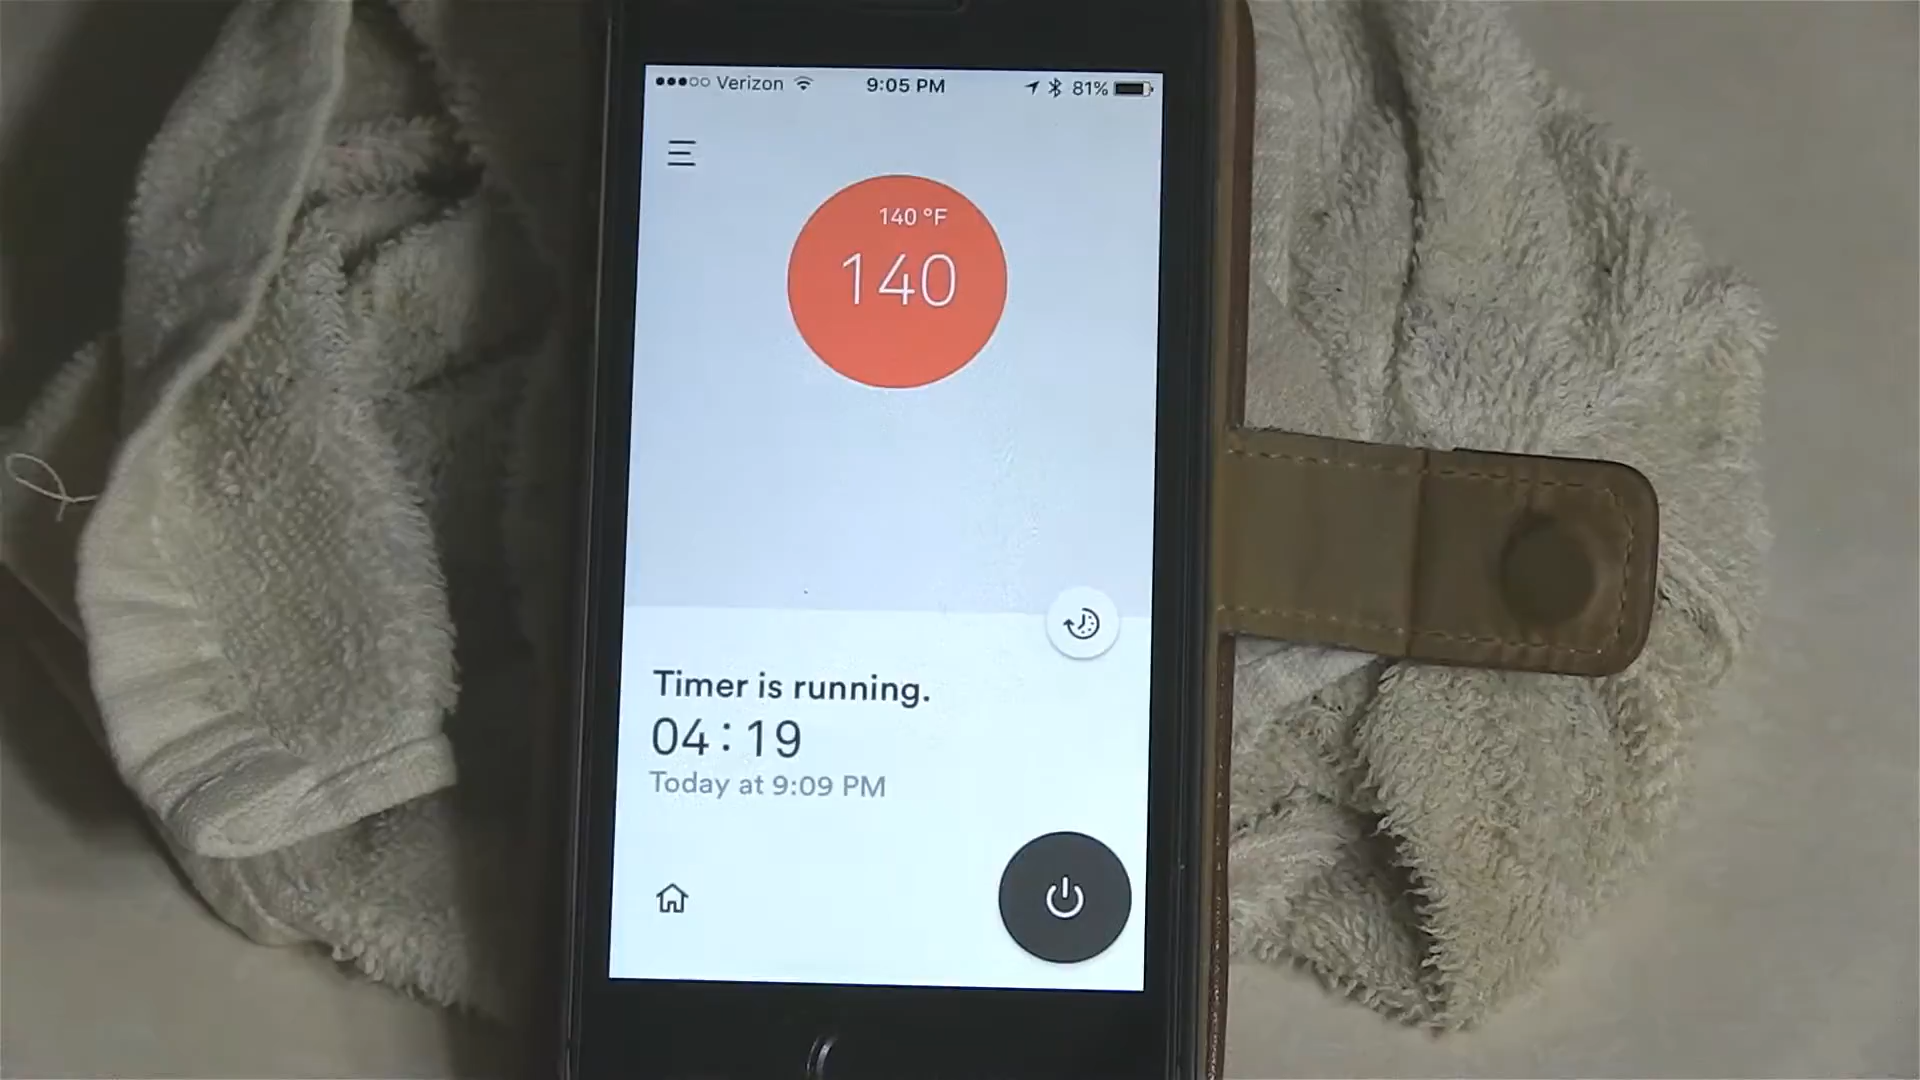 Verizon 9:05 PM 81%
140 °F
140
Timer is running.
04:19
Today at 9:09 PM